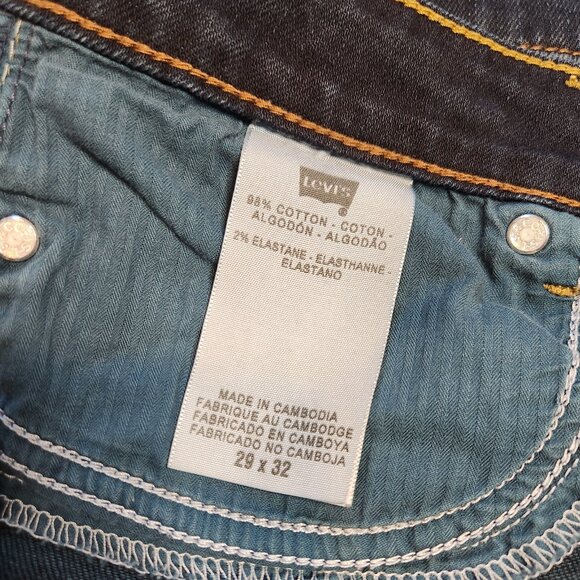 Levi's
98% COTTON - COTON -
ALGODÓN - ALGODÃO
2% ELASTANE - ELASTHANNE -
ELASTANO
MADE IN CAMBODIA
FABRIQUE AU CAMBODGE
FABRICADO EN CAMBOYA
FABRICADO NO CAMBOJA
29 X 32